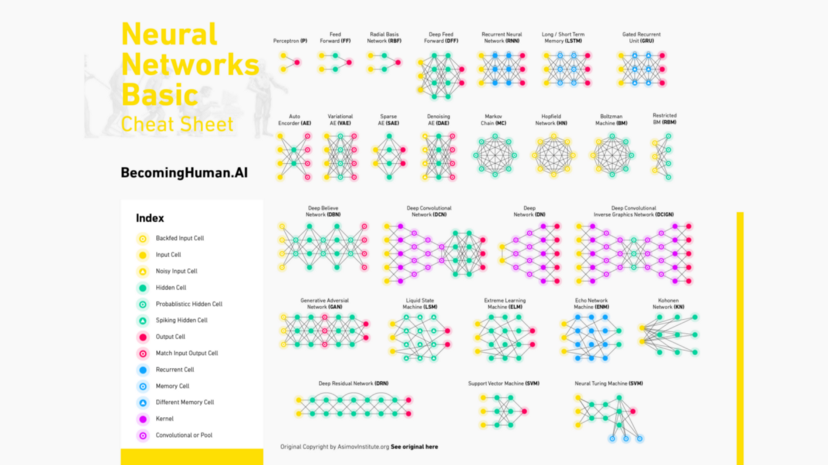 Neural
Networks
Basic
Cheat Sheet
BecomingHuman.AI
Perceptron (P)
Feed
Forward (FF)
Radial Basis
Network (RBF)
Deep Feed
Forward (DFF)
Recurrent Neural
Network (RNN)
Long / Short Term
Memory (LSTM)
Gated Recurrent
Unit (GRU)
Auto
Encorder (AE)
Variational
AE (VAE)
Sparse
AE (SAE)
Denoising
AE (DAE)
Markov
Chain (MC)
Hopfield
Network (HN)
Boltzman
Machine (BM)
Restricted
BM (RBM)
Deep Believe
Network (DBN)
Deep Convolutional
Network (DCN)
Deep
Network (DN)
Deep Convolutional
Inverse Graphics Network (DCIGN)
Generative Adversial
Network (GAN)
Liquid State
Machine (LSM)
Extreme Learning
Machine (ELM)
Echo Network
Machine (ENM)
Kohonen
Network (KN)
Deep Residual Network (DRN)
Support Vector Machine (SVM)
Neural Turing Machine (SVM)
Index
Backfed Input Cell
Input Cell
Noisy Input Cell
Hidden Cell
Probablisticc Hidden Cell
Spiking Hidden Cell
Output Cell
Match Input Output Cell
Recurrent Cell
Memory Cell
Different Memory Cell
Kernel
Convolutional or Pool
Original Copyright by AsimovInstitute.org See original here